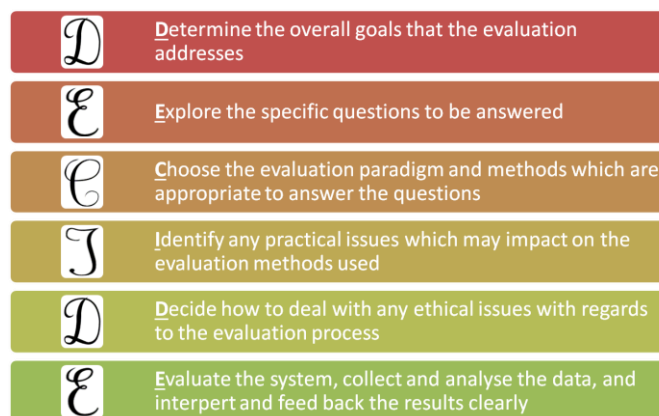 D
Determine the overall goals that the evaluation
addresses
E
Explore the specific questions to be answered
C
Choose the evaluation paradigm and methods which are
appropriate to answer the questions
I
Identify any practical issues which may impact on the
evaluation methods used
D
Decide how to deal with any ethical issues with regards
to the evaluation process
E
Evaluate the system, collect and analyse the data, and
interpert and feed back the results clearly